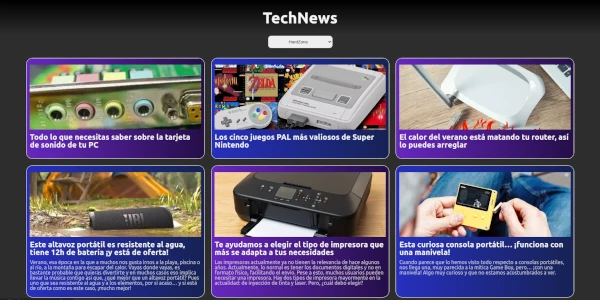 TechNews
HardZone
Todo lo que necesitas saber sobre la tarjeta
de sonido de tu PC
Los cinco juegos PAL más valiosos de Super
Nintendo
El calor del verano está matando tu router, así
lo puedes arreglar
ZELDA
JBL
Este altavoz portátil es resistente al agua,
tiene 12h de batería y está de oferta!
Verano, esa época en la que a muchos nos gusta irnos a la playa, piscina o
al río, a la montaña para escapar del calor. Vayas donde vayas, es
bastante probable que quieras divertirte y en muchos casos eso implica
llevar la música contigo así que, ¿qué mejor que un altavoz portátil? Pues
uno que sea resistente al agua y a los elementos, por si acaso... y si está
de oferta como es este caso, ¡mucho mejor!
Te ayudamos a elegir el tipo de impresora que
más se adapta a tus necesidades
Las impresoras actualmente ya no tienen la relevancia de hace algunos
años. Actualmente, lo normal es tener los documentos digitales y no en
formato físico, facilitando el envío. Pese a esto, muchos usuarios pueden
necesitar una impresora. Hay dos tipos de impresora mayormente en la
actualidad: de inyección de tinta y láser. Pero, ¿cuál debo elegir?
Esta curiosa consola portátil... ¡funciona con
una manivela!
Cuando parece que lo hemos visto todo respecto a consolas portátiles,
nos llega una, muy parecida a la mítica Game Boy, pero... ¡con una
manivela! Algo muy curioso y que no estamos acostumbrados a ver.